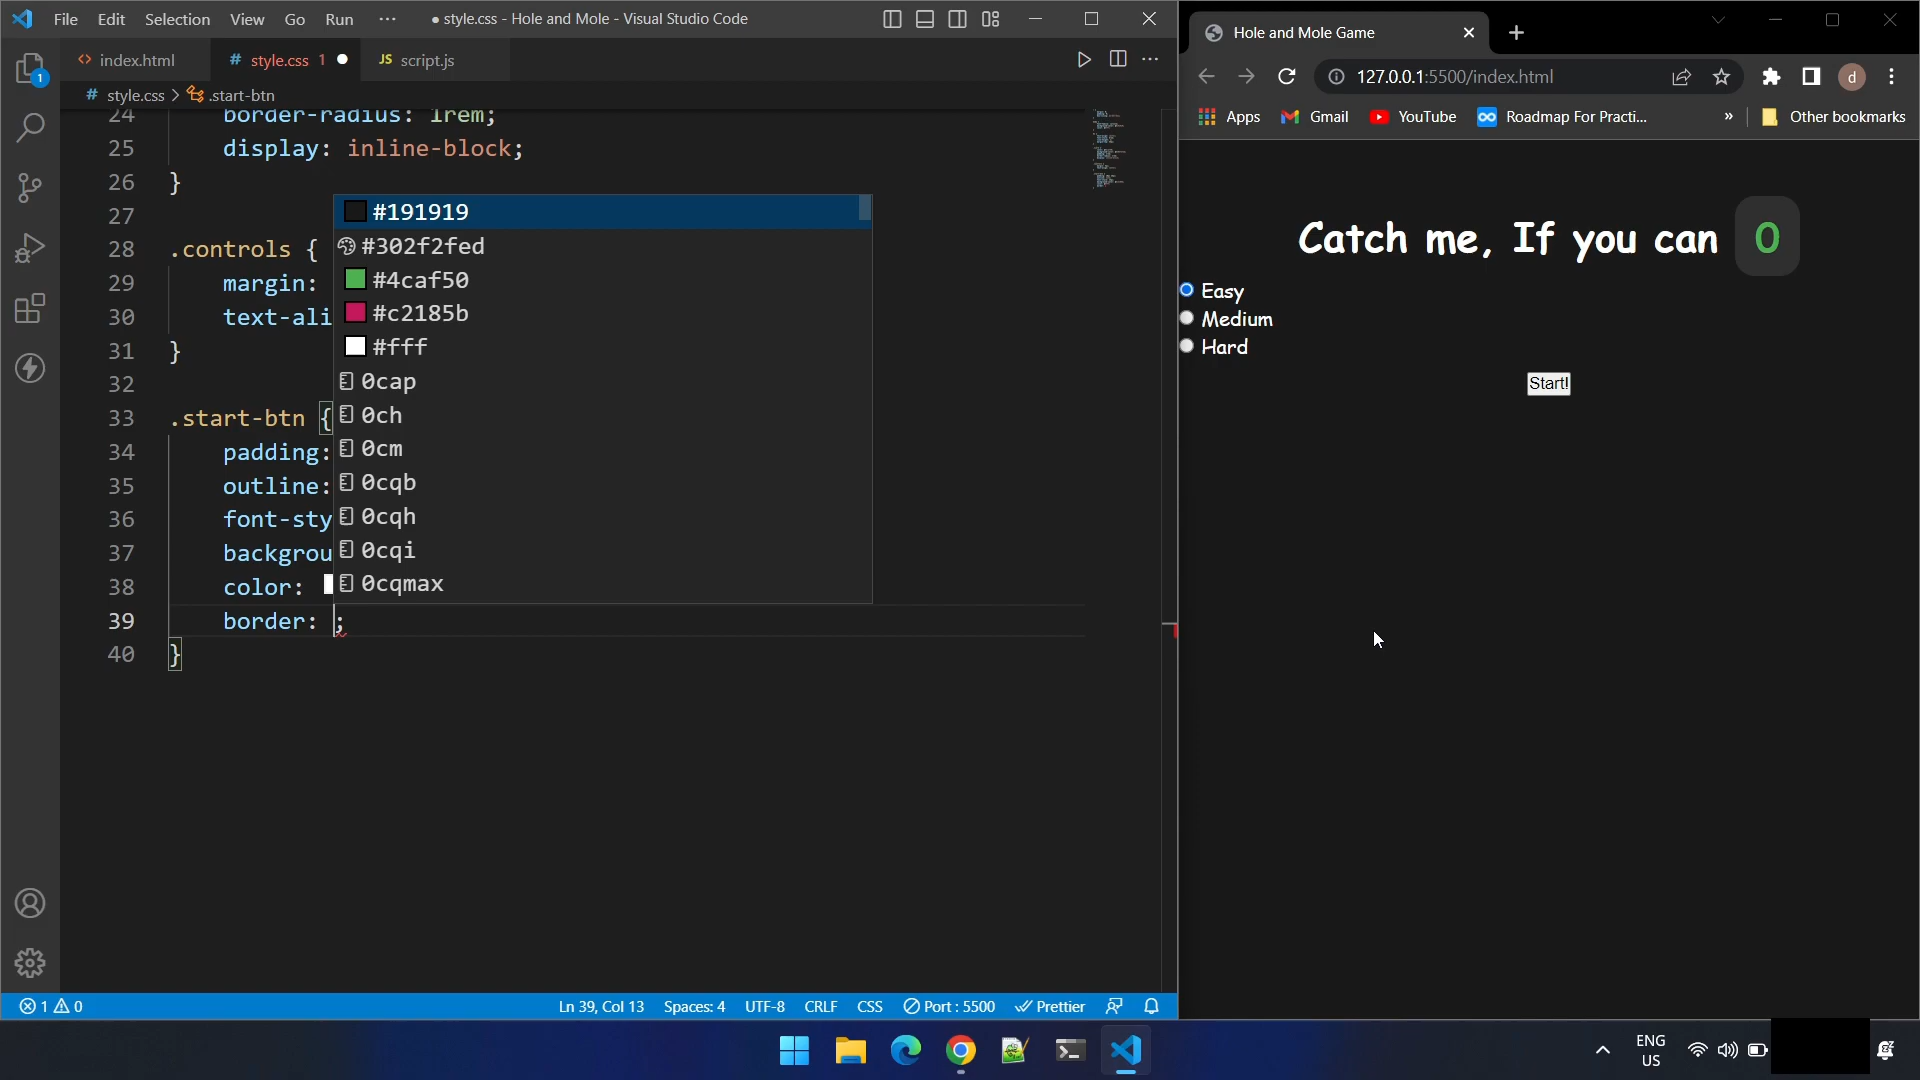 File Edit Selection View Go Run ··· ● style.css - Hole and Mole - Visual Studio Code
index.html # style.css 1 JS script.js
# style.css > .start-btn
24 border-radius: 1rem;
25 display: inline-block;
26 }
27
28 .controls {
29 margin:
30 text-ali
31 }
32
33 .start-btn {
34 padding:
35 outline:
36 font-sty
37 backgrou
38 color:
39 border: ;
40 }
#191919
#302f2fed
#4caf50
#c2185b
#fff
0cap
0ch
0cm
0cqb
0cqh
0cqi
0cqmax
1
1 0 Ln 39, Col 13 Spaces: 4 UTF-8 CRLF CSS Port : 5500 Prettier
Hole and Mole Game
127.0.0.1:5500/index.html d
Apps Gmail YouTube Roadmap For Practi... » Other bookmarks
Catch me, If you can 0
Easy
Medium
Hard
Start!
ENG
US